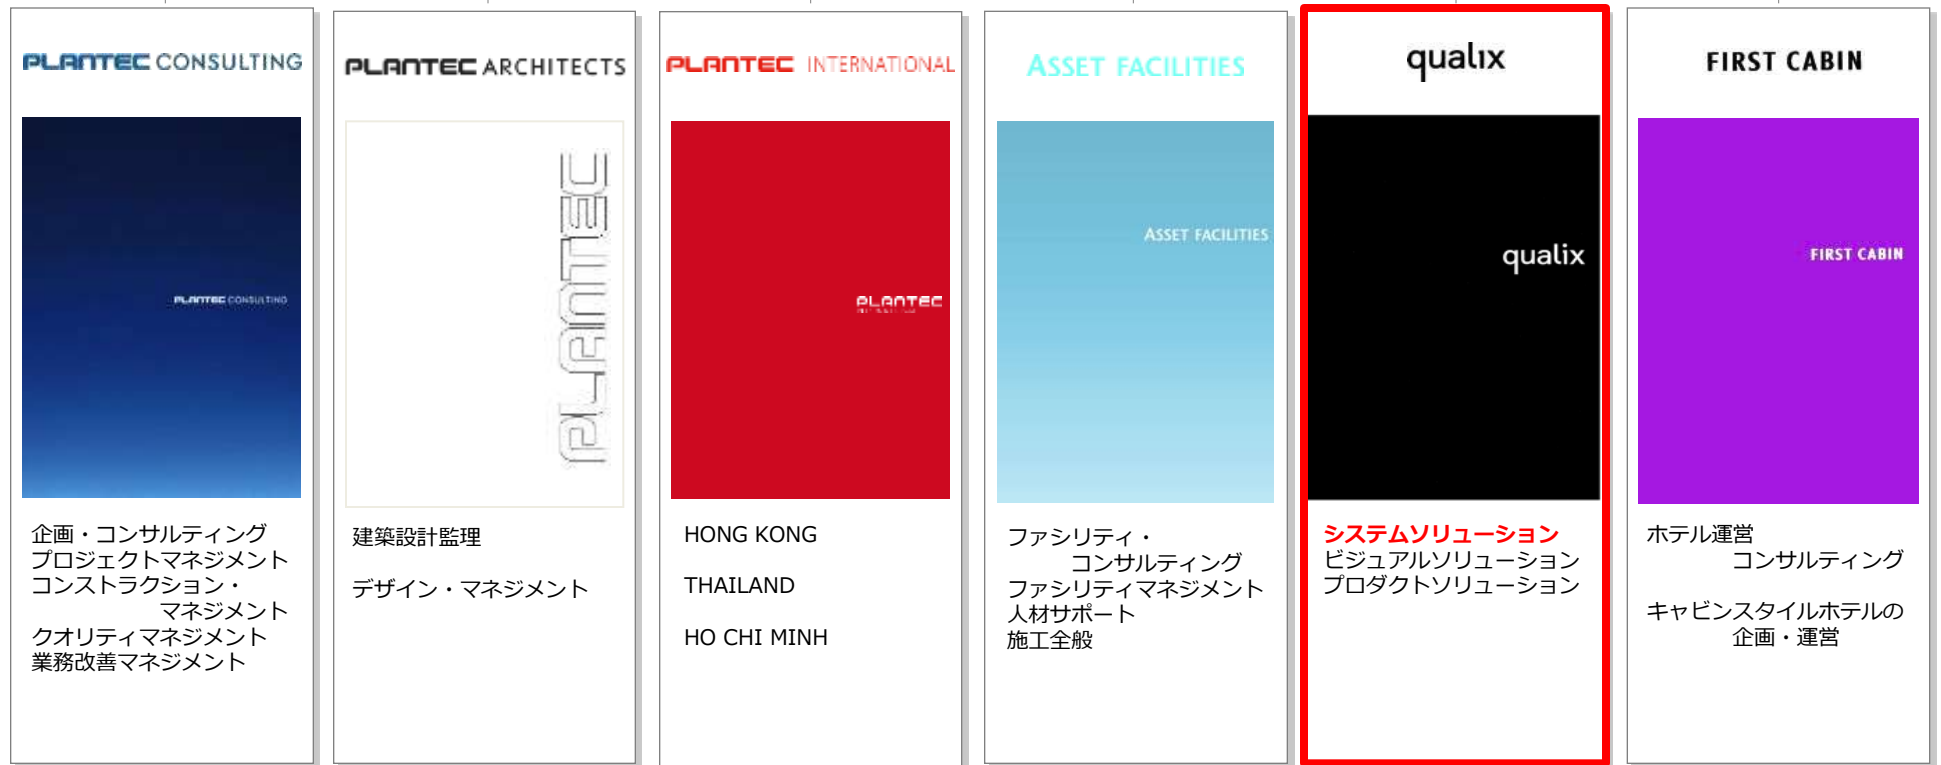 PLANTEC CONSULTING
PLANTEC CONSULTING
企画・コンサルティング
プロジェクトマネジメント
コンストラクション・
マネジメント
クオリティマネジメント
業務改善マネジメント
PLANTEC ARCHITECTS
PLANTEC
建築設計監理
デザイン・マネジメント
PLANTEC INTERNATIONAL
PLANTEC
HONG KONG
THAILAND
HO CHI MINH
ASSET FACILITIES
ASSET FACILITIES
ファシリティ・
コンサルティング
ファシリティマネジメント
人材サポート
施工全般
qualix
qualix
システムソリューション
ビジュアルソリューション
プロダクトソリューション
FIRST CABIN
FIRST CABIN
ホテル運営
コンサルティング
キャビンスタイルホテルの
企画・運営